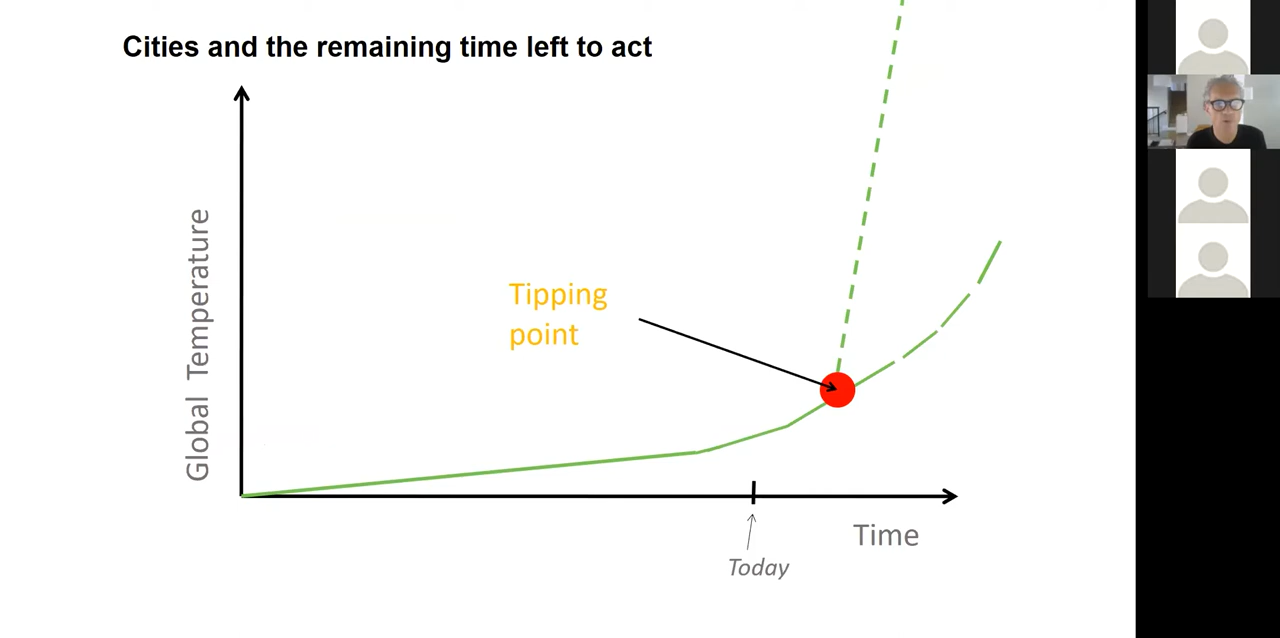 Cities and the remaining time left to act
Global Temperature
Tipping
point
Time
Today